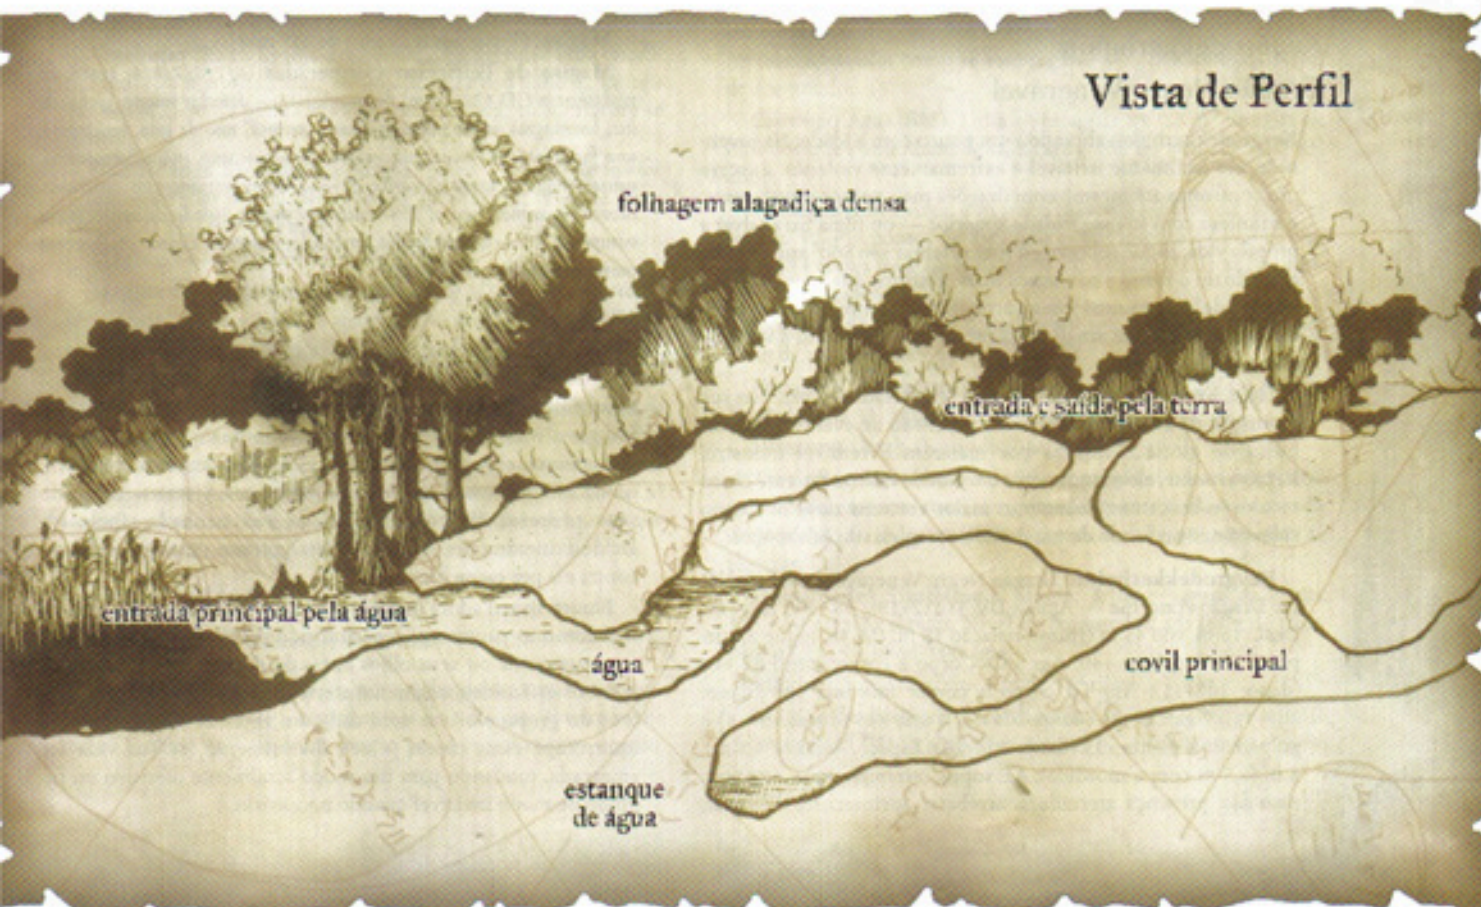 Vista de Perfil
folhagem alagadiça densa
entrada e saída pela terra
entrada principal pela água
água
covil principal
estanque
de água